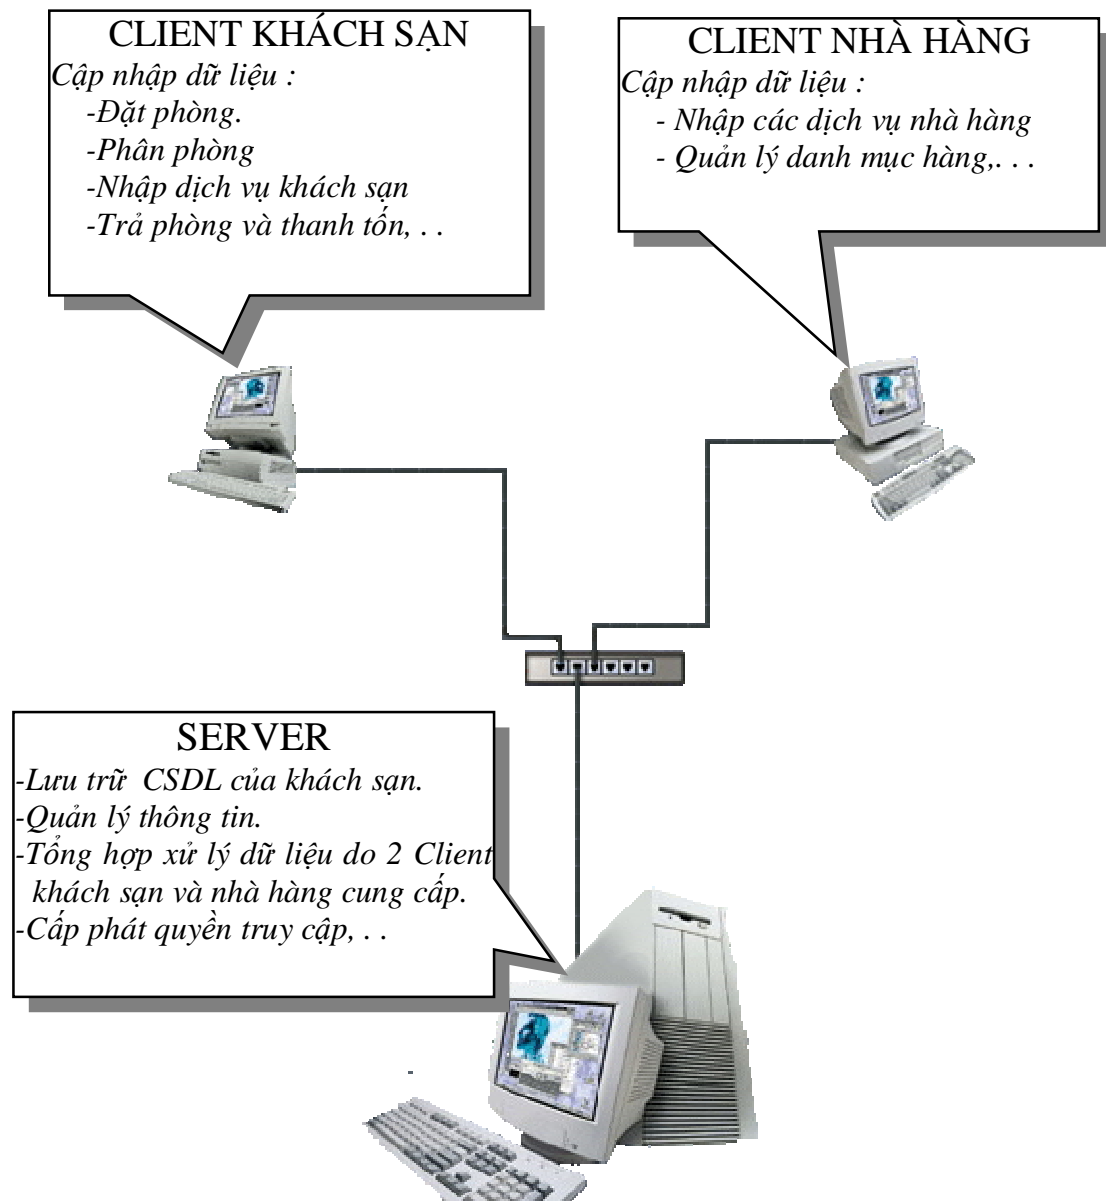 CLIENT KHÁCH SẠN
Cập nhập dữ liệu :
-Đặt phòng.
-Phân phòng
-Nhập dịch vụ khách sạn
-Trả phòng và thanh tốn, . .
CLIENT NHÀ HÀNG
Cập nhập dữ liệu :
- Nhập các dịch vụ nhà hàng
- Quản lý danh mục hàng,. . .
SERVER
-Lưu trữ CSDL của khách sạn.
-Quản lý thông tin.
-Tổng hợp xử lý dữ liệu do 2 Client
khách sạn và nhà hàng cung cấp.
-Cấp phát quyền truy cập, . .